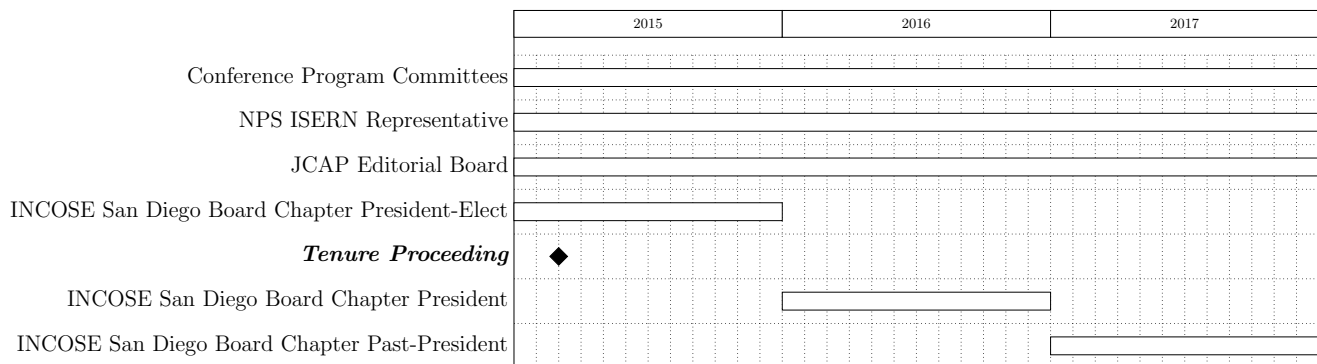 2015 2016 2017
Conference Program Committees
NPS ISERN Representative
JCAP Editorial Board
INCOSE San Diego Board Chapter President-Elect
Tenure Proceeding
INCOSE San Diego Board Chapter President
INCOSE San Diego Board Chapter Past-President